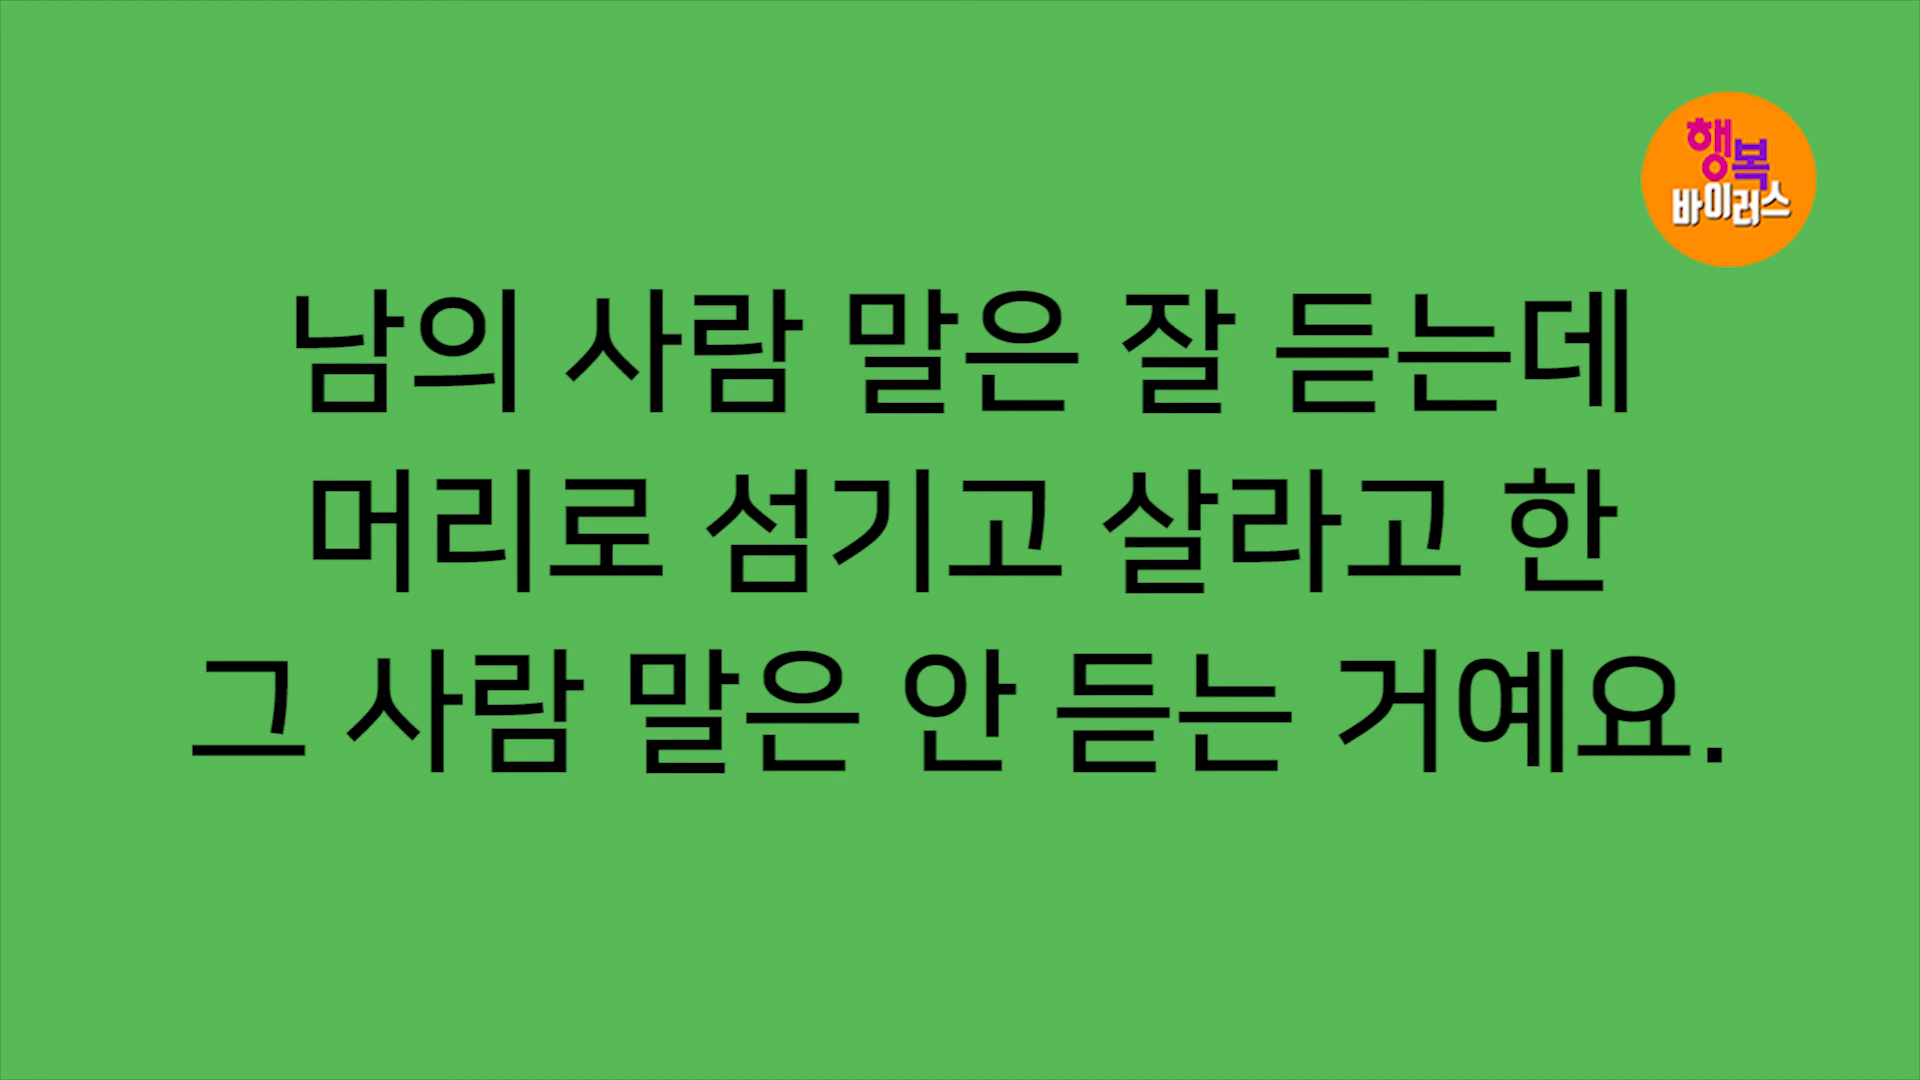 행복
바이러스
남의 사람 말은 잘 듣는데
머리로 섬기고 살라고 한
그 사람 말은 안 듣는 거예요.